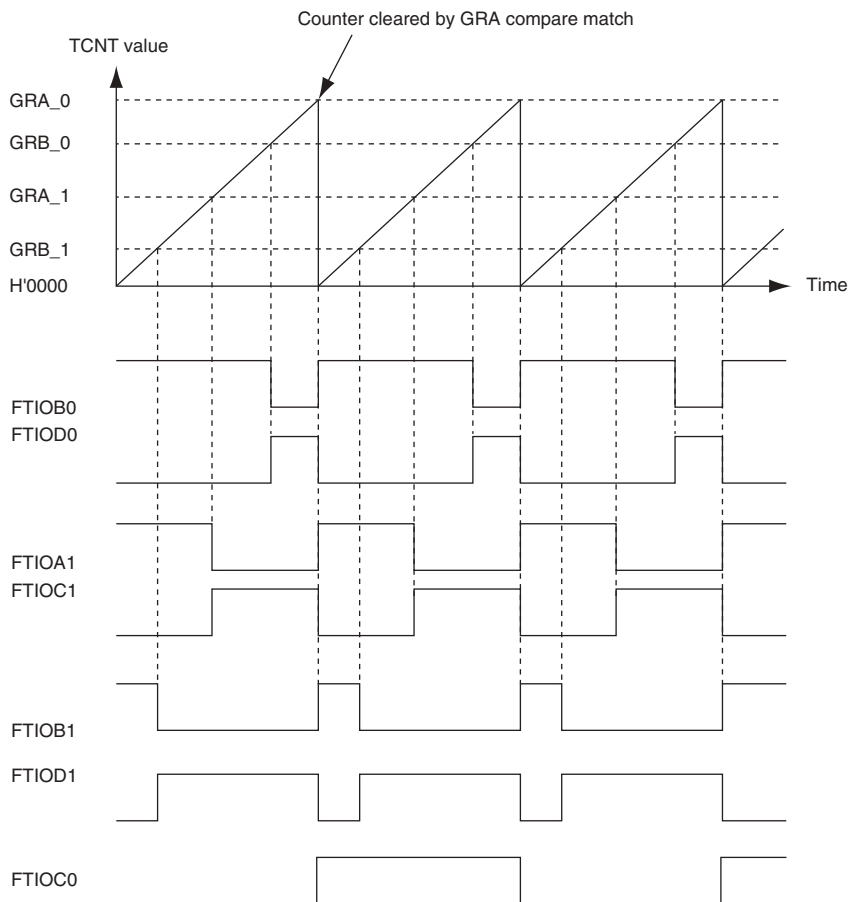 Counter cleared by GRA compare match
TCNT value
GRA_0
GRB_0
GRA_1
GRB_1
H'0000
Time
FTIOB0
FTIOD0
FTIOA1
FTIOC1
FTIOB1
FTIOD1
FTIOC0